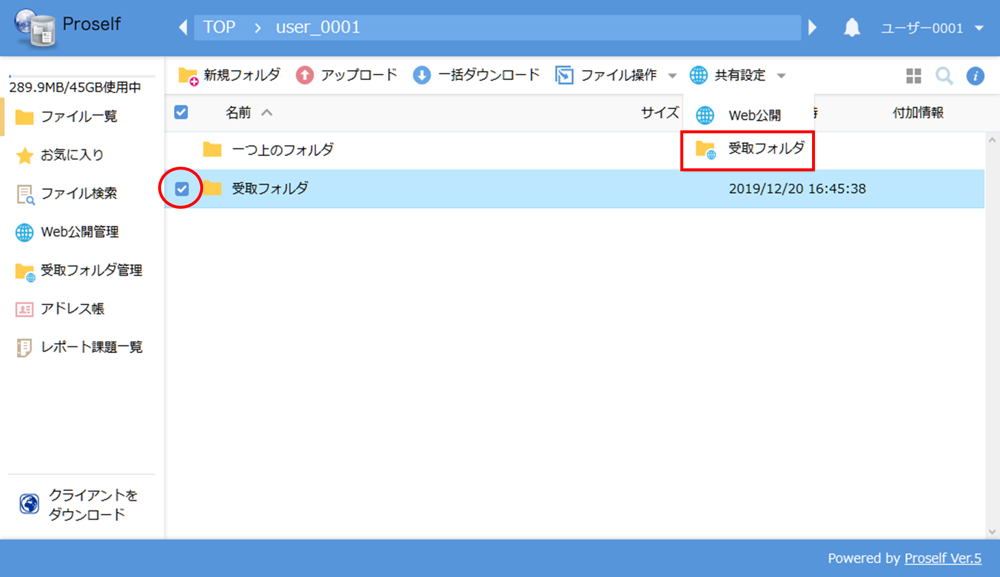 Proself
TOP > user_0001
ユーザー0001
289.9MB/45GB使用中
新規フォルダ アップロード 一括ダウンロード ファイル操作 共有設定
ファイル一覧
お気に入り
ファイル検索
Web公開管理
受取フォルダ管理
アドレス帳
レポート課題一覧
クライアントを
ダウンロード
名前 サイズ 付加情報
Web公開
受取フォルダ
一つ上のフォルダ
受取フォルダ 2019/12/20 16:45:38
Powered by Proself Ver.5